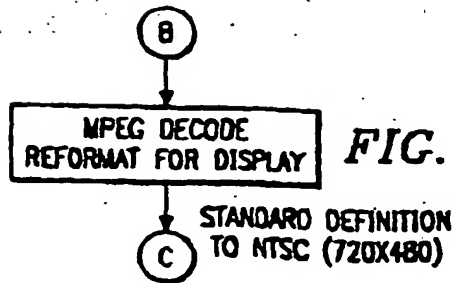 B
MPEG DECODE
REFORMAT FOR DISPLAY
FIG.
STANDARD DEFINITION
TO NTSC (720X480)
C